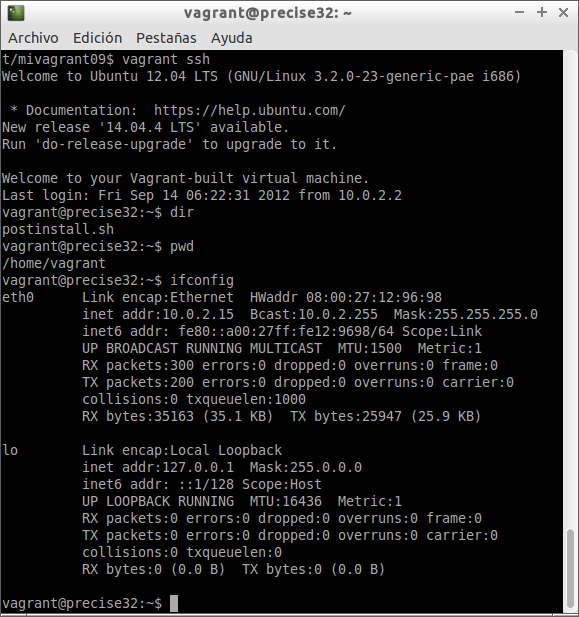 vagrant@precise32: ~
Archivo Edición Pestañas Ayuda
t/mivagrant09$ vagrant ssh
Welcome to Ubuntu 12.04 LTS (GNU/Linux 3.2.0-23-generic-pae i686)
* Documentation:  https://help.ubuntu.com/
New release '14.04.4 LTS' available.
Run 'do-release-upgrade' to upgrade to it.
Welcome to your Vagrant-built virtual machine.
Last login: Fri Sep 14 06:22:31 2012 from 10.0.2.2
vagrant@precise32:~$ dir
postinstall.sh
vagrant@precise32:~$ pwd
/home/vagrant
vagrant@precise32:~$ ifconfig
eth0      Link encap:Ethernet  HWaddr 08:00:27:12:96:98
          inet addr:10.0.2.15  Bcast:10.0.2.255  Mask:255.255.255.0
          inet6 addr: fe80::a00:27ff:fe12:9698/64 Scope:Link
          UP BROADCAST RUNNING MULTICAST  MTU:1500  Metric:1
          RX packets:300 errors:0 dropped:0 overruns:0 frame:0
          TX packets:200 errors:0 dropped:0 overruns:0 carrier:0
          collisions:0 txqueuelen:1000
          RX bytes:35163 (35.1 KB)  TX bytes:25947 (25.9 KB)
lo        Link encap:Local Loopback
          inet addr:127.0.0.1  Mask:255.0.0.0
          inet6 addr: ::1/128 Scope:Host
          UP LOOPBACK RUNNING  MTU:16436  Metric:1
          RX packets:0 errors:0 dropped:0 overruns:0 frame:0
          TX packets:0 errors:0 dropped:0 overruns:0 carrier:0
          collisions:0 txqueuelen:0
          RX bytes:0 (0.0 B)  TX bytes:0 (0.0 B)
vagrant@precise32:~$